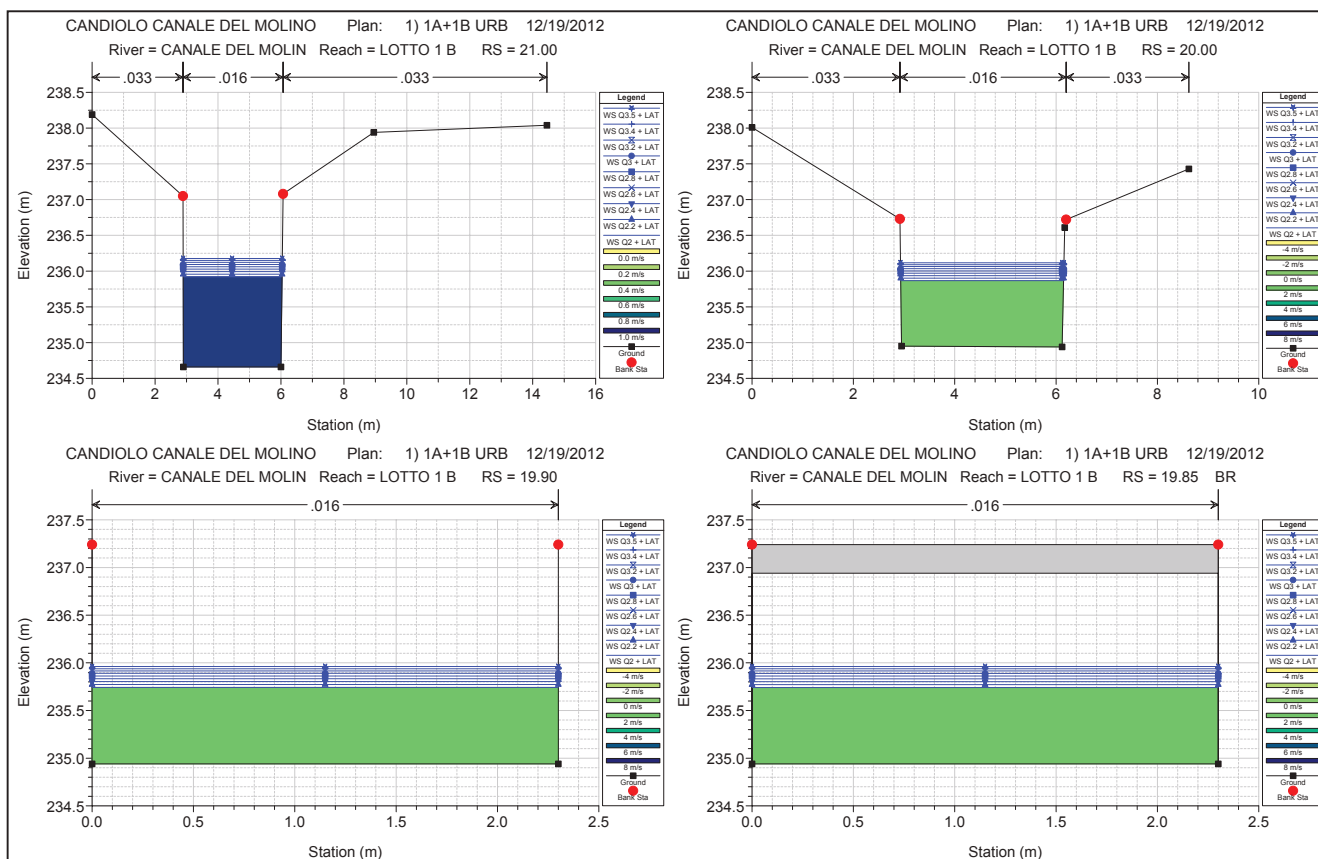 CANDIOLO CANALE DEL MOLINO Plan: 1) 1A+1B URB 12/19/2012
River = CANALE DEL MOLIN Reach = LOTTO 1 B RS = 21.00
.033 .016 .033
238.5
238.0
237.5
237.0
236.5
236.0
235.5
235.0
234.5
Elevation (m)
0 2 4 6 8 10 12 14 16
Station (m)
Legend
WS Q3.5 + LAT
WS Q3.4 + LAT
WS Q3.2 + LAT
WS Q3 + LAT
WS Q2.8 + LAT
WS Q2.6 + LAT
WS Q2.4 + LAT
WS Q2.2 + LAT
WS Q2 + LAT
0.0 m/s
0.2 m/s
0.4 m/s
0.6 m/s
0.8 m/s
1.0 m/s
Ground
Bank Sta
CANDIOLO CANALE DEL MOLINO Plan: 1) 1A+1B URB 12/19/2012
River = CANALE DEL MOLIN Reach = LOTTO 1 B RS = 20.00
.033 .016 .033
238.5
238.0
237.5
237.0
236.5
236.0
235.5
235.0
234.5
Elevation (m)
0 2 4 6 8 10
Station (m)
Legend
WS Q3.5 + LAT
WS Q3.4 + LAT
WS Q3.2 + LAT
WS Q3 + LAT
WS Q2.8 + LAT
WS Q2.6 + LAT
WS Q2.4 + LAT
WS Q2.2 + LAT
WS Q2 + LAT
-4 m/s
-2 m/s
0 m/s
2 m/s
4 m/s
6 m/s
8 m/s
Ground
Bank Sta
CANDIOLO CANALE DEL MOLINO Plan: 1) 1A+1B URB 12/19/2012
River = CANALE DEL MOLIN Reach = LOTTO 1 B RS = 19.90
.016
237.5
237.0
236.5
236.0
235.5
235.0
234.5
Elevation (m)
0.0 0.5 1.0 1.5 2.0 2.5
Station (m)
Legend
WS Q3.5 + LAT
WS Q3.4 + LAT
WS Q3.2 + LAT
WS Q3 + LAT
WS Q2.8 + LAT
WS Q2.6 + LAT
WS Q2.4 + LAT
WS Q2.2 + LAT
WS Q2 + LAT
-4 m/s
-2 m/s
0 m/s
2 m/s
4 m/s
6 m/s
8 m/s
Ground
Bank Sta
CANDIOLO CANALE DEL MOLINO Plan: 1) 1A+1B URB 12/19/2012
River = CANALE DEL MOLIN Reach = LOTTO 1 B RS = 19.85 BR
.016
237.5
237.0
236.5
236.0
235.5
235.0
234.5
Elevation (m)
0.0 0.5 1.0 1.5 2.0 2.5
Station (m)
Legend
WS Q3.5 + LAT
WS Q3.4 + LAT
WS Q3.2 + LAT
WS Q3 + LAT
WS Q2.8 + LAT
WS Q2.6 + LAT
WS Q2.4 + LAT
WS Q2.2 + LAT
WS Q2 + LAT
-4 m/s
-2 m/s
0 m/s
2 m/s
4 m/s
6 m/s
8 m/s
Ground
Bank Sta